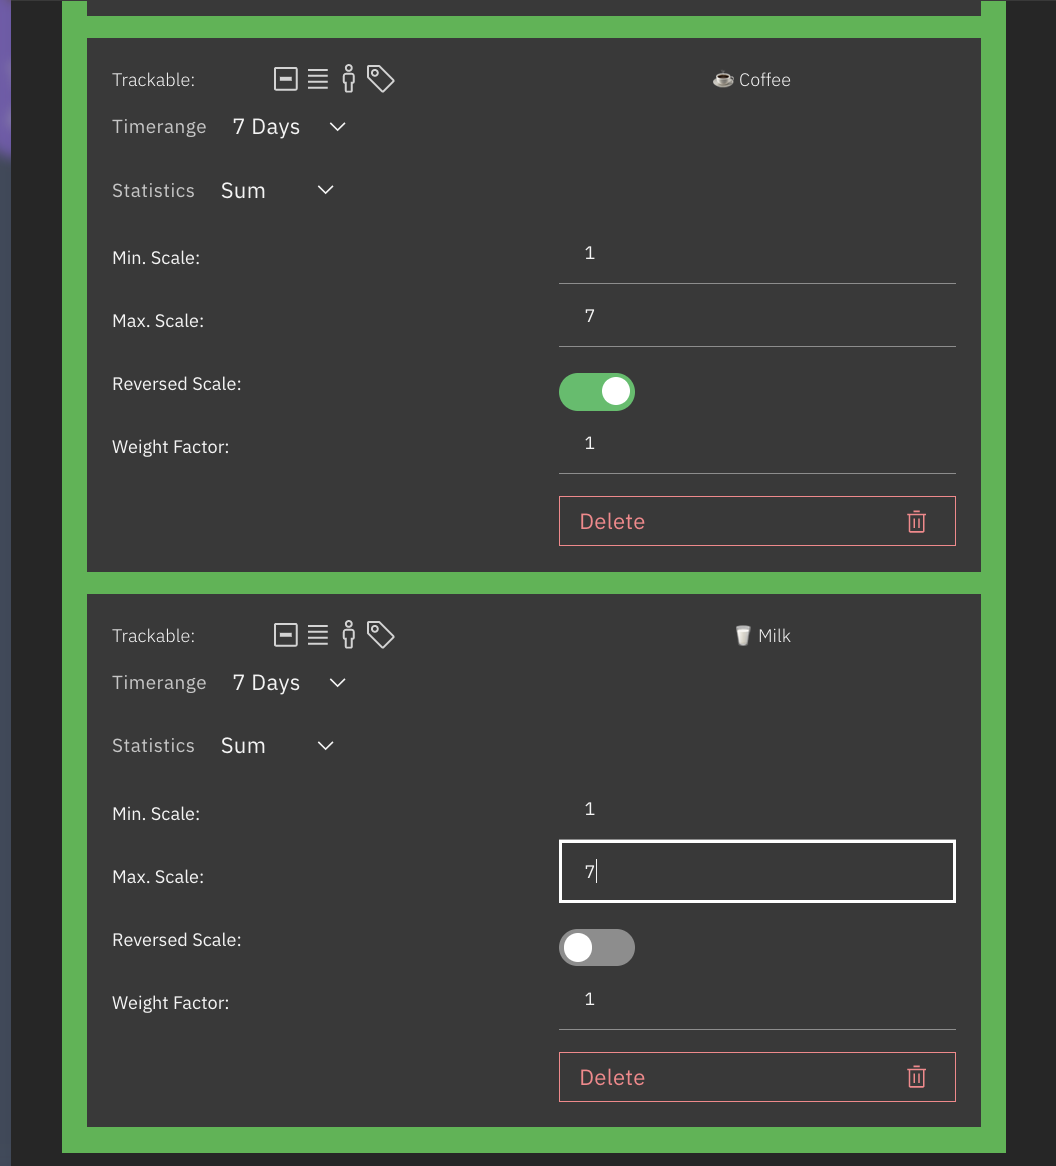 Trackable: ☕ Coffee
Timerange 7 Days
Statistics Sum
Min. Scale: 1
Max. Scale: 7
Reversed Scale:
Weight Factor: 1
Delete
Trackable: 🥛 Milk
Timerange 7 Days
Statistics Sum
Min. Scale: 1
Max. Scale: 7
Reversed Scale:
Weight Factor: 1
Delete